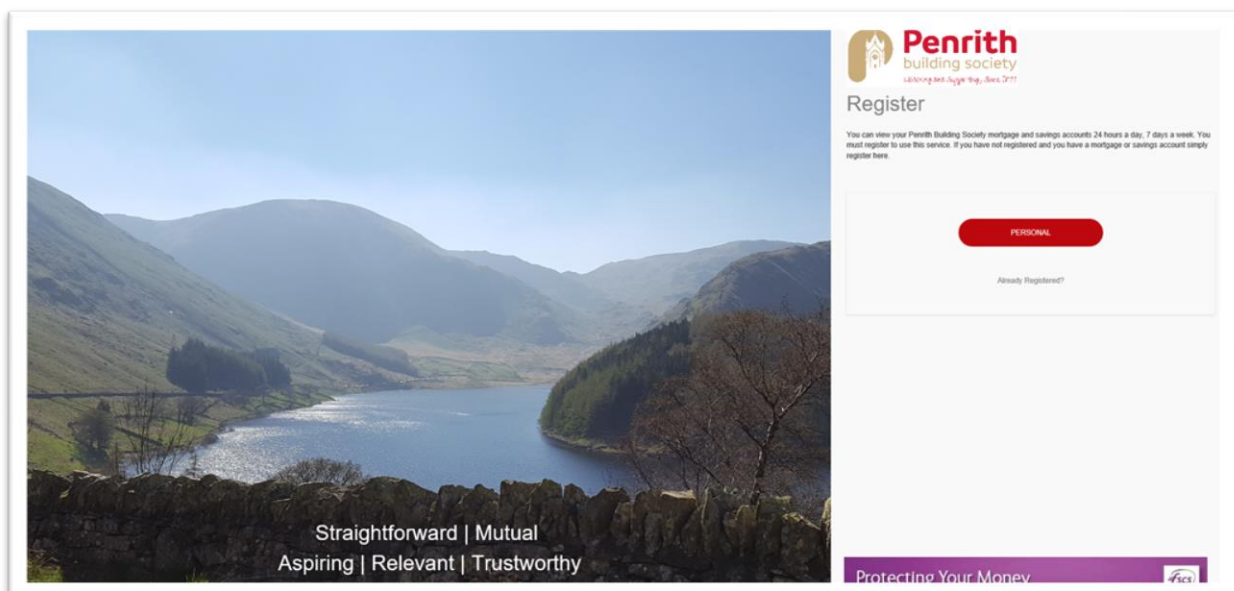 Penrith
building society
Register
You can view your Penrith Building Society mortgage and savings accounts 24 hours a day, 7 days a week. You
must register to use this service. If you have not registered and you have a mortgage or savings account simply
register here.
PERSONAL
Already Registered?
Straightforward | Mutual
Aspiring | Relevant | Trustworthy
Protecting Your Money
fscs